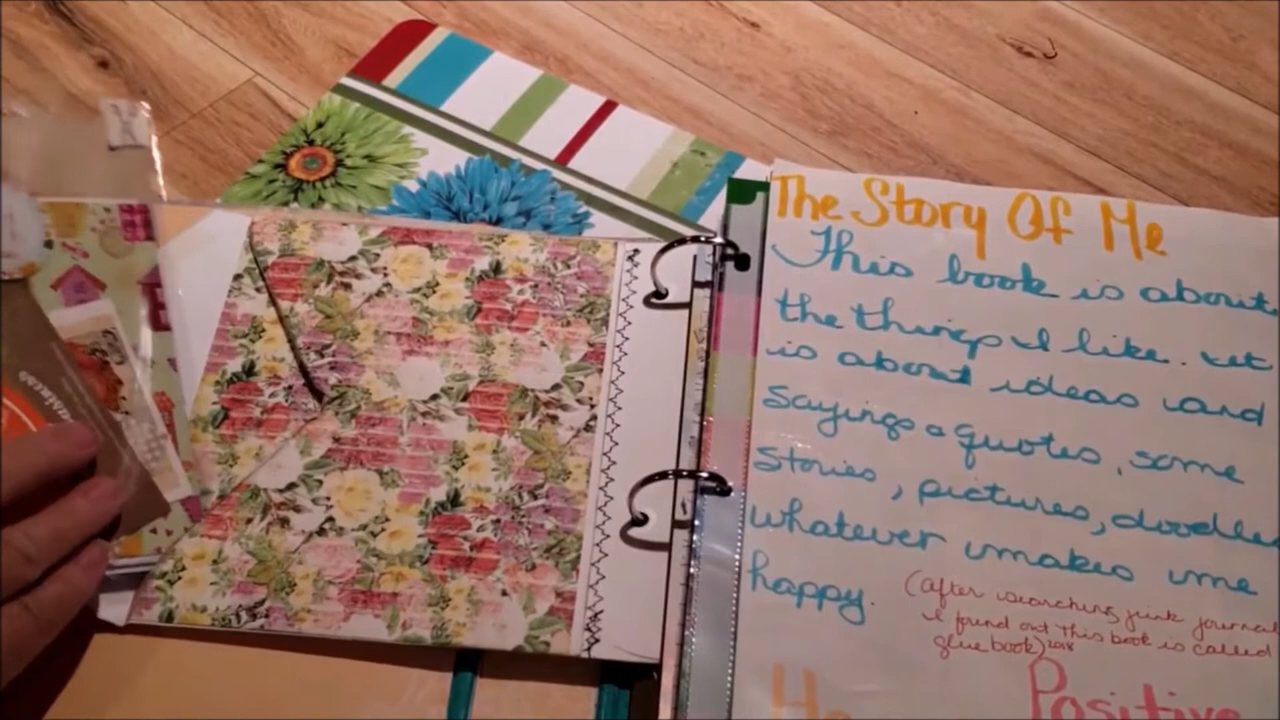 The Story Of Me
This book is about
the things I like. It
is about ideas and
sayings & quotes, some
stories, pictures, doodles
whatever makes me
happy.
(after searching junk journal
I found out this book is called
glue book) 2018
Positive